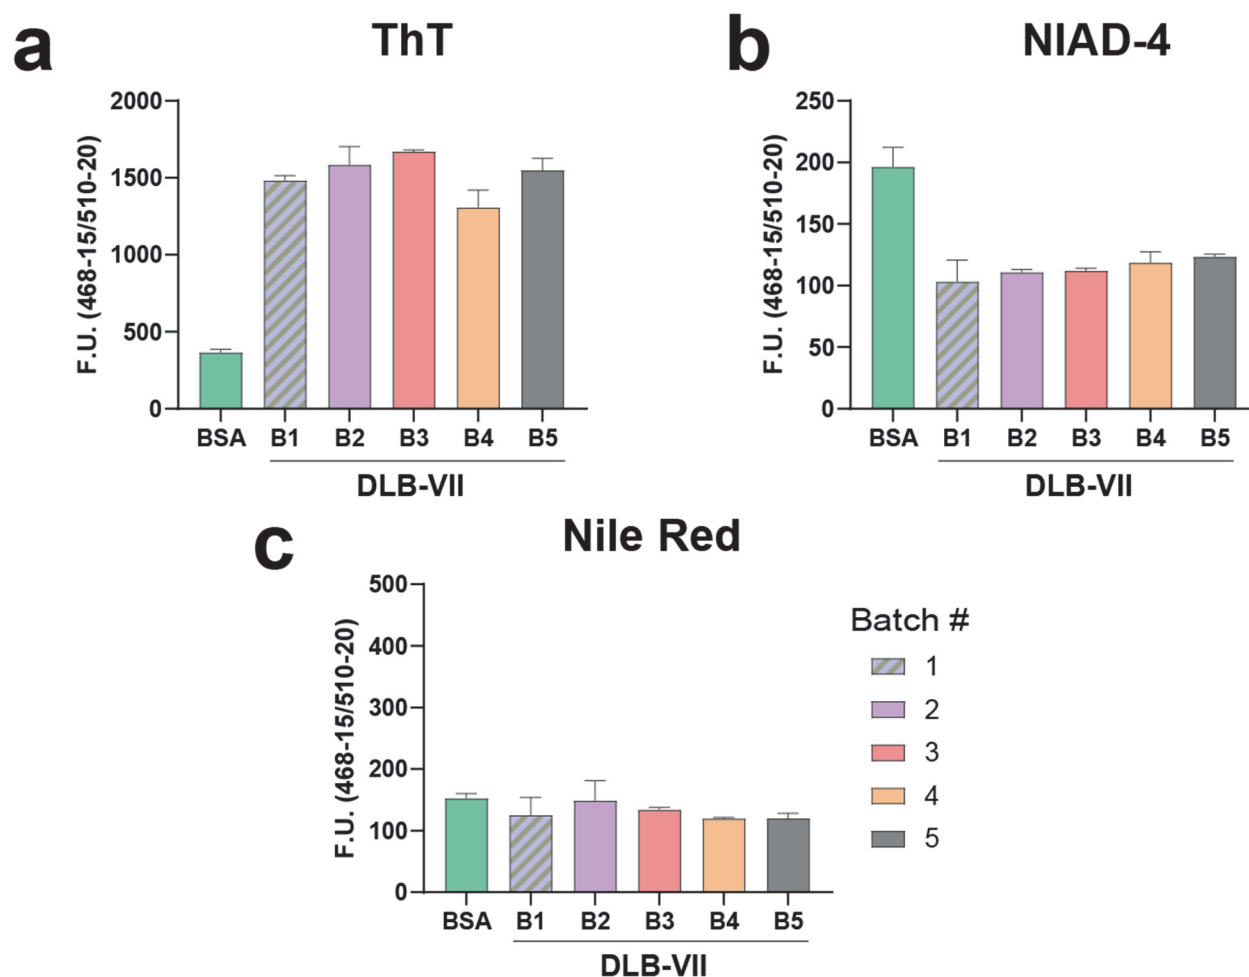 a
ThT
F.U. (468-15/510-20)
2000
1500
1000
500
0
BSA B1 B2 B3 B4 B5
DLB-VII
b
NIAD-4
F.U. (468-15/510-20)
250
200
150
100
50
0
BSA B1 B2 B3 B4 B5
DLB-VII
c
Nile Red
F.U. (468-15/510-20)
500
400
300
200
100
0
BSA B1 B2 B3 B4 B5
DLB-VII
Batch #
1
2
3
4
5